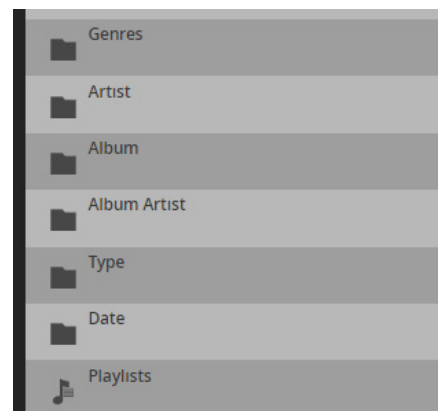 Genres
Artist
Album
Album Artist
Type
Date
Playlists